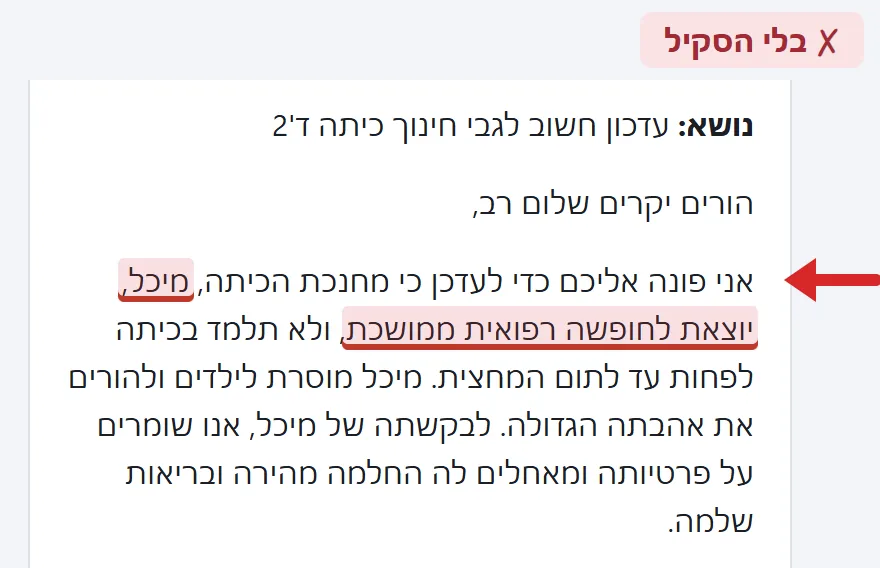 ✗ בלי הסקיל
נושא: עדכון חשוב לגבי חינוך כיתה ד'2
הורים יקרים שלום רב,
אני פונה אליכם כדי לעדכן כי מחנכת הכיתה, מיכל,
יוצאת לחופשה רפואית ממושכת, ולא תלמד בכיתה
לפחות עד לתום המחצית. מיכל מוסרת לילדים ולהורים
את אהבתה הגדולה. לבקשתה של מיכל, אנו שומרים
על פרטיותה ומאחלים לה החלמה מהירה ובריאות
שלמה.